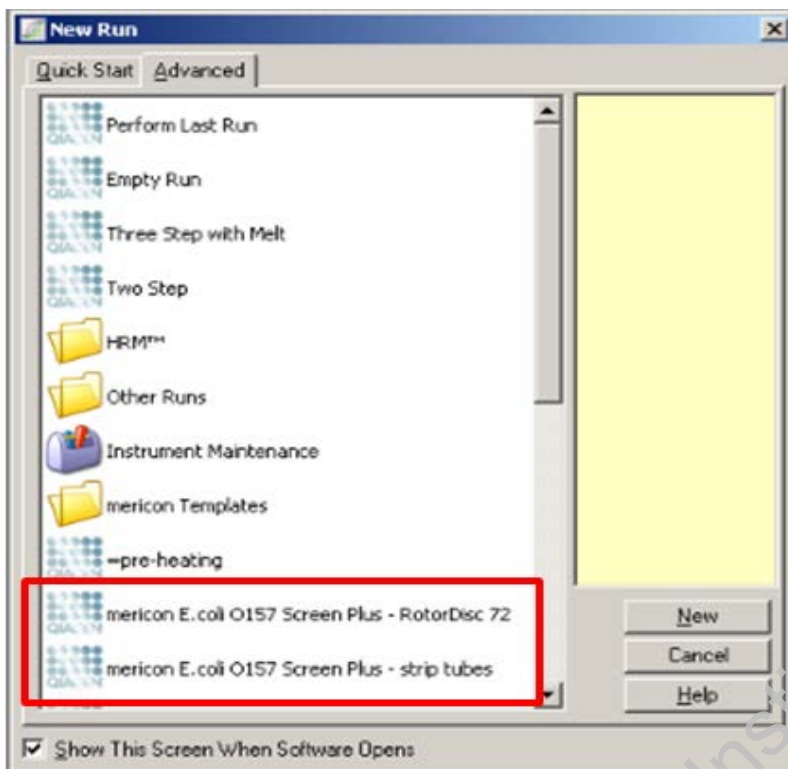 New Run
Quick Start Advanced
Perform Last Run
Empty Run
Three Step with Melt
Two Step
HRM™
Other Runs
Instrument Maintenance
mericon Templates
=pre-heating
mericon E.coli O157 Screen Plus - RotorDisc 72
mericon E.coli O157 Screen Plus - strip tubes
New
Cancel
Help
Show This Screen When Software Opens